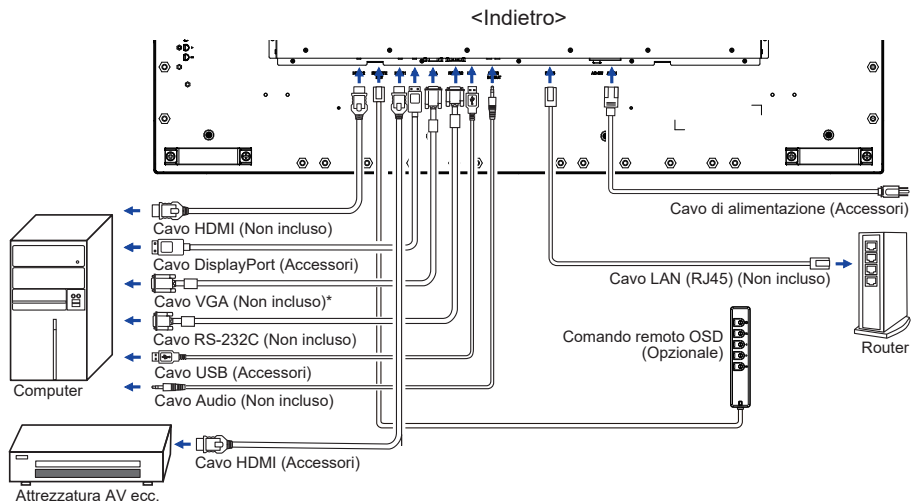 <Indietro>
Cavo HDMI (Non incluso)
Cavo di alimentazione (Accessori)
Cavo DisplayPort (Accessori)
Cavo LAN (RJ45) (Non incluso)
Cavo VGA (Non incluso)*
Cavo RS-232C (Non incluso)
Comando remoto OSD
(Opzionale)
Router
Cavo USB (Accessori)
Computer
Cavo Audio (Non incluso)
Cavo HDMI (Accessori)
Attrezzatura AV ecc.